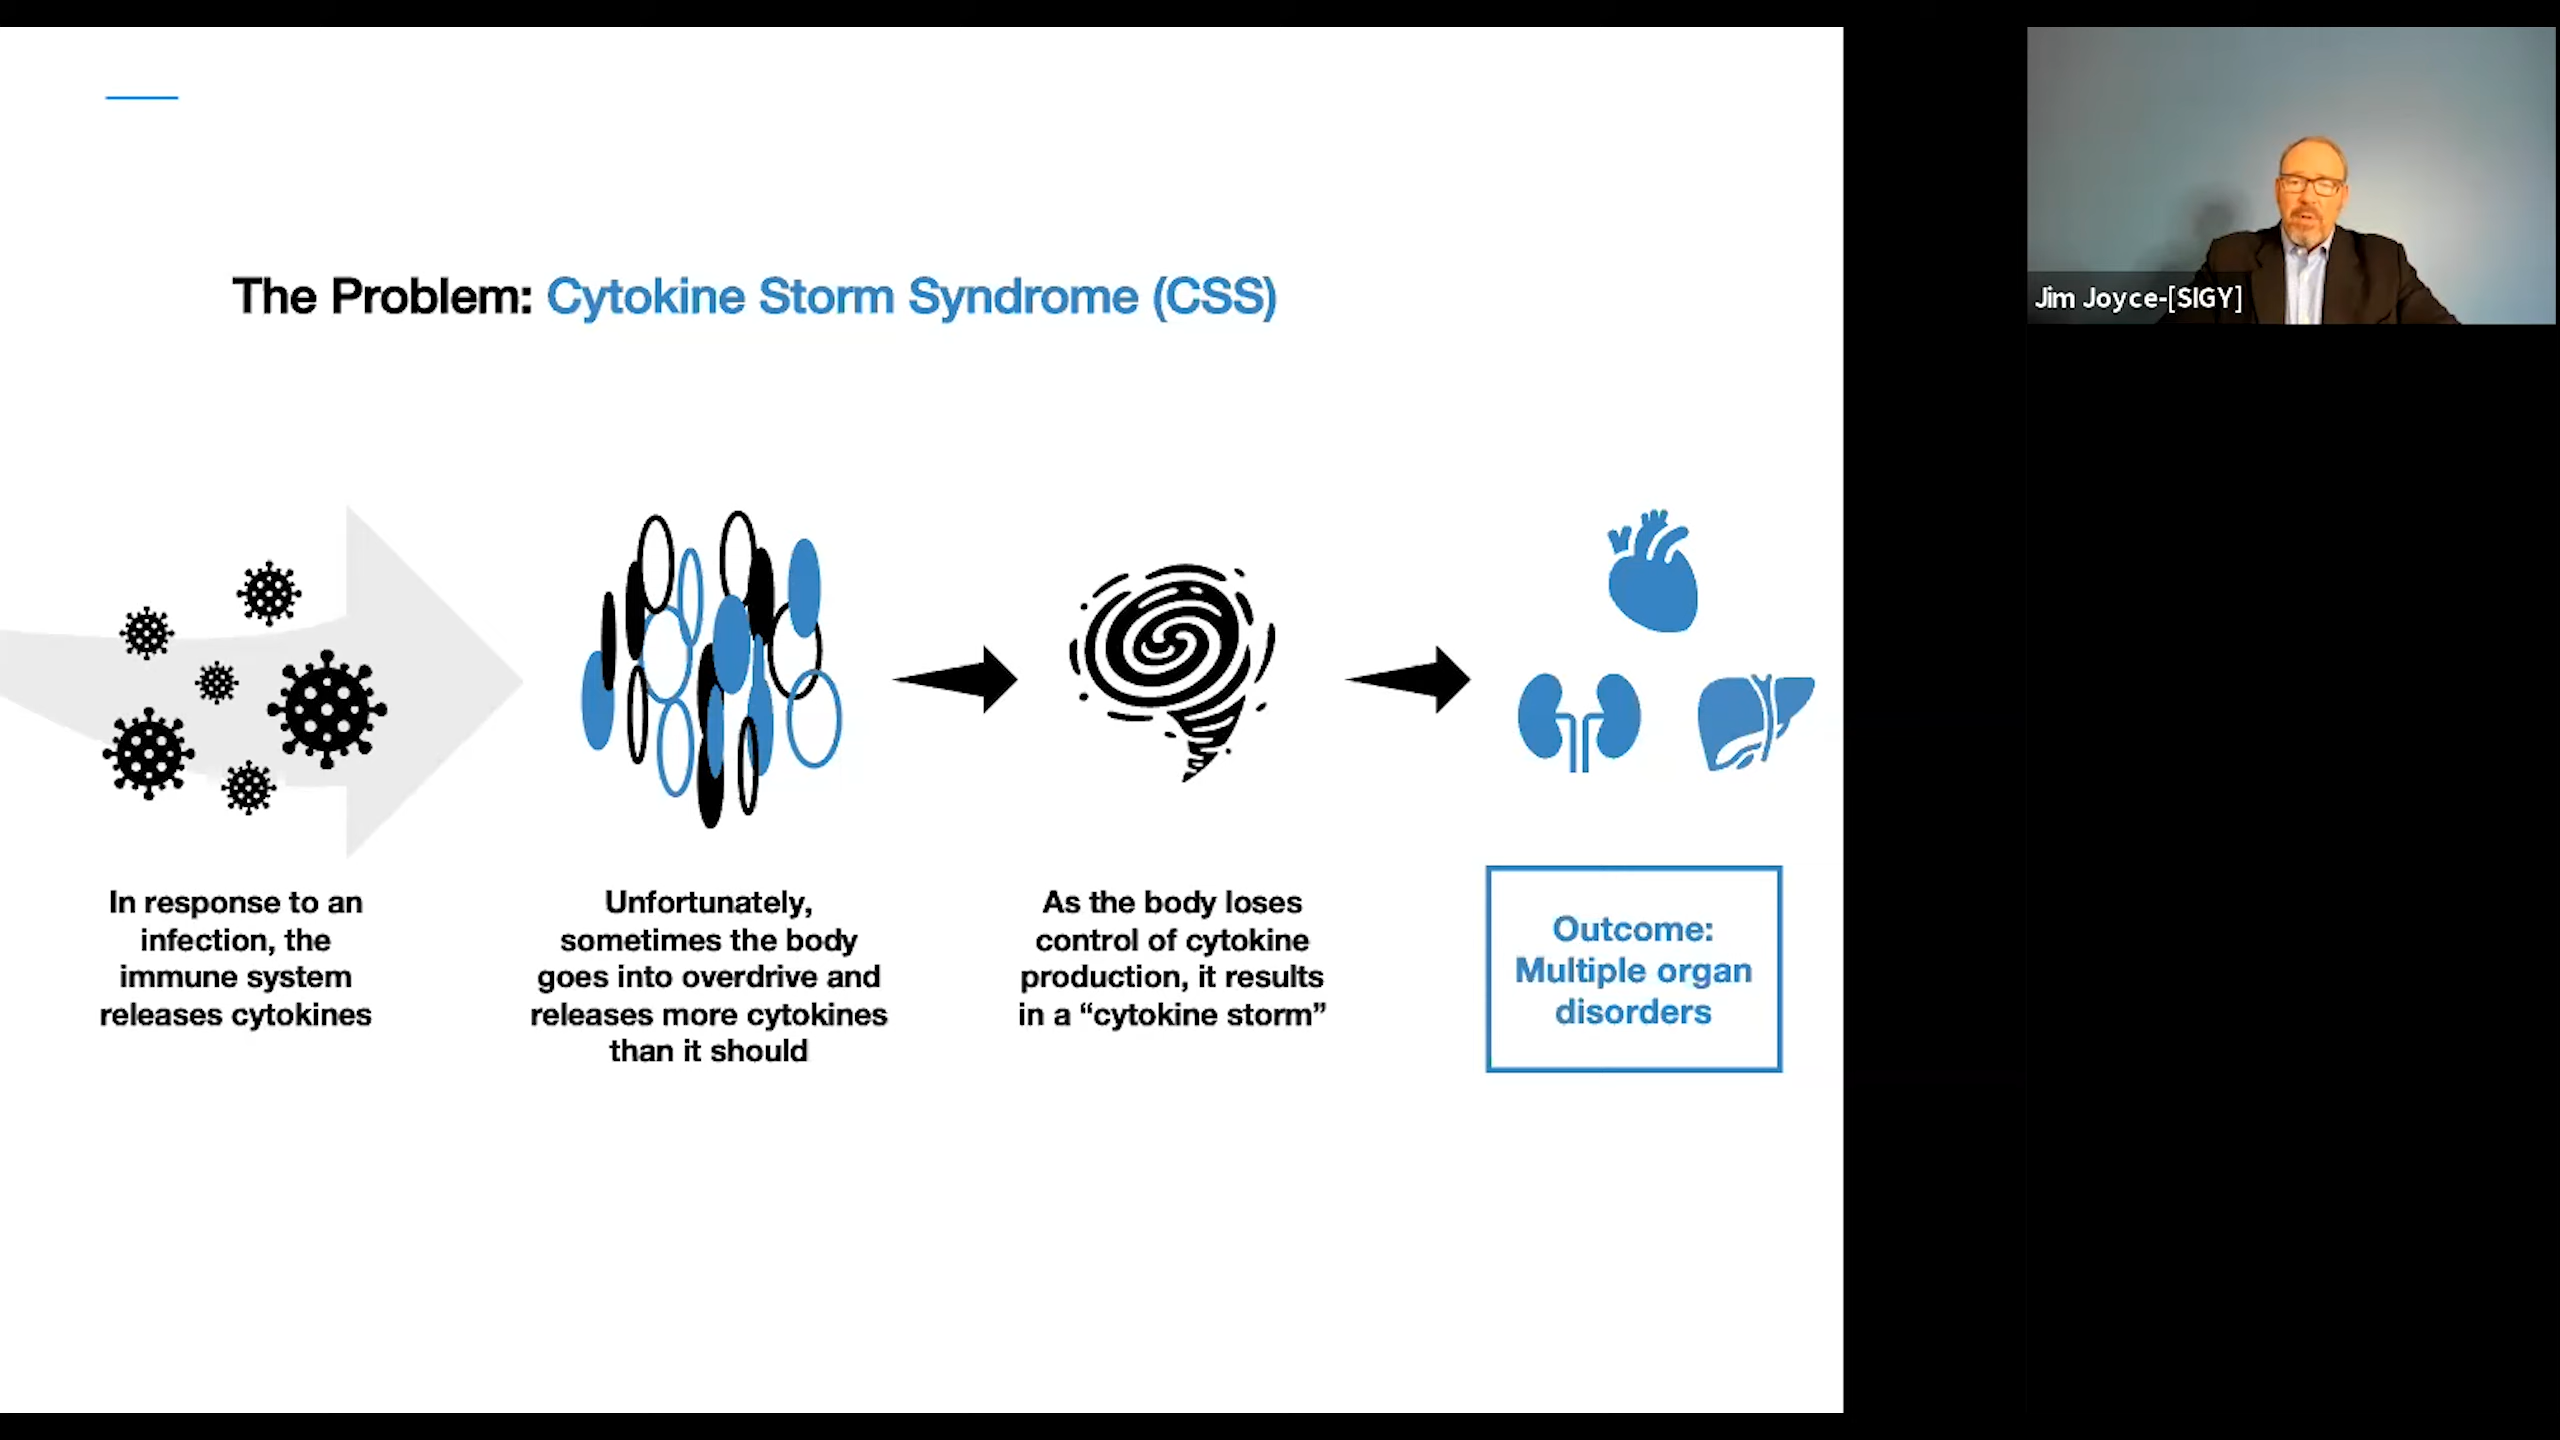 The Problem: Cytokine Storm Syndrome (CSS)
In response to an
infection, the
immune system
releases cytokines
Unfortunately,
sometimes the body
goes into overdrive and
releases more cytokines
than it should
As the body loses
control of cytokine
production, it results
in a “cytokine storm”
Outcome:
Multiple organ
disorders
Jim Joyce-[SIGY]